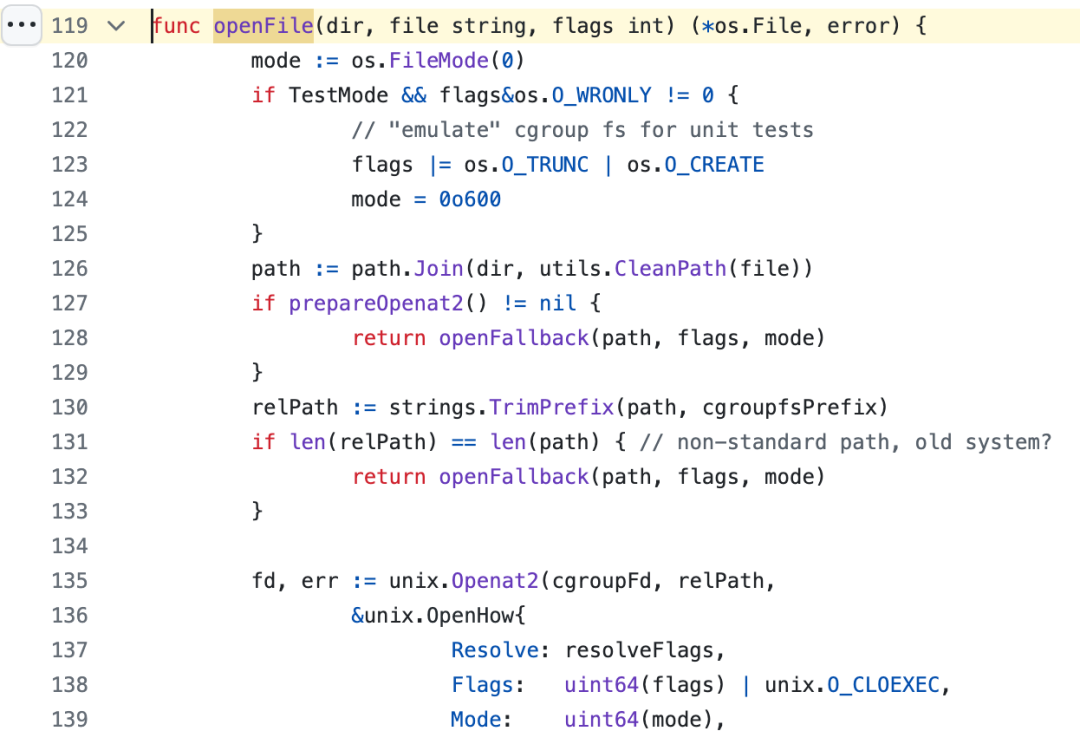 119 func openFile(dir, file string, flags int) (*os.File, error) {
120 mode := os.FileMode(0)
121 if TestMode && flags&os.O_WRONLY != 0 {
122 // "emulate" cgroup fs for unit tests
123 flags |= os.O_TRUNC | os.O_CREATE
124 mode = 0o600
125 }
126 path := path.Join(dir, utils.CleanPath(file))
127 if prepareOpenat2() != nil {
128 return openFallback(path, flags, mode)
129 }
130 relPath := strings.TrimPrefix(path, cgroupfsPrefix)
131 if len(relPath) == len(path) { // non-standard path, old system?
132 return openFallback(path, flags, mode)
133 }
134
135 fd, err := unix.Openat2(cgroupFd, relPath,
136 &unix.OpenHow{
137 Resolve: resolveFlags,
138 Flags: uint64(flags) | unix.O_CLOEXEC,
139 Mode: uint64(mode),